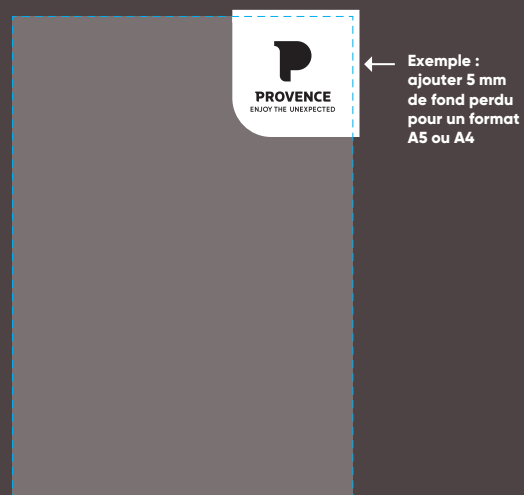 PROVENCE
ENJOY THE UNEXPECTED
Exemple :
ajouter 5 mm
de fond perdu
pour un format
A5 ou A4